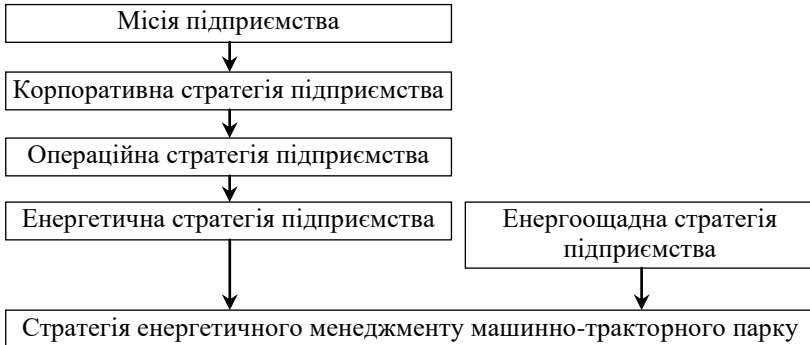 Місія підприємства
Корпоративна стратегія підприємства
Операційна стратегія підприємства
Енергетична стратегія підприємства
Енергоощадна стратегія
підприємства
Стратегія енергетичного менеджменту машинно-тракторного парку